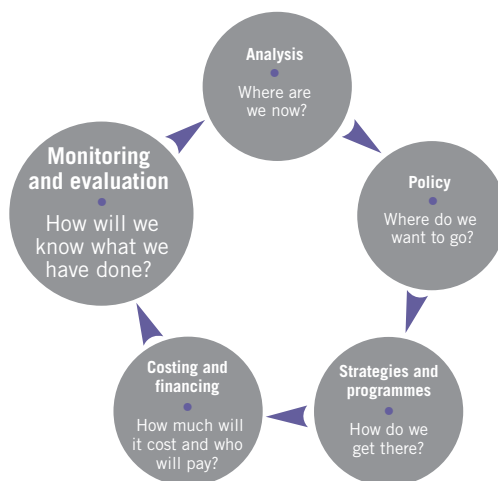 Analysis
Where are
we now?
Policy
Where do we
want to go?
Strategies and
programmes
How do we
get there?
Costing and
financing
How much will
it cost and who
will pay?
Monitoring
and evaluation
How will we
know what we
have done?